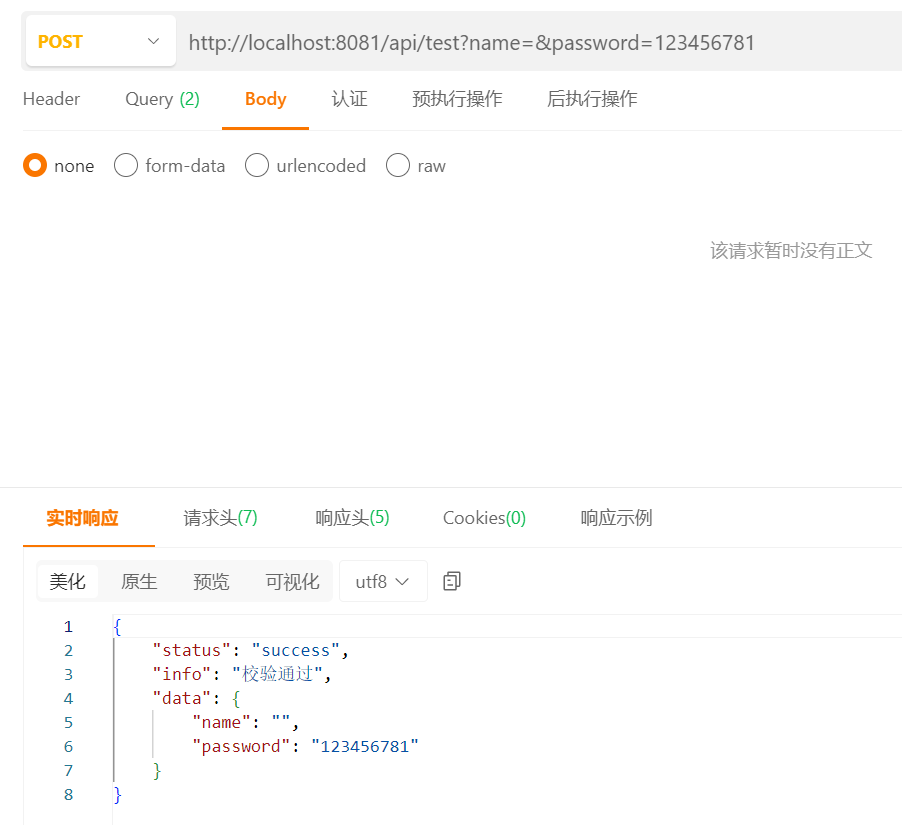 POST http://localhost:8081/api/test?name=&password=123456781
Header Query (2) Body 认证 预执行操作 后执行操作
none form-data urlencoded raw
该请求暂时没有正文
实时响应 请求头(7) 响应头(5) Cookies(0) 响应示例
美化 原生 预览 可视化 utf8
1 {
2 "status": "success",
3 "info": "校验通过",
4 "data": {
5 "name": "",
6 "password": "123456781"
7 }
8 }